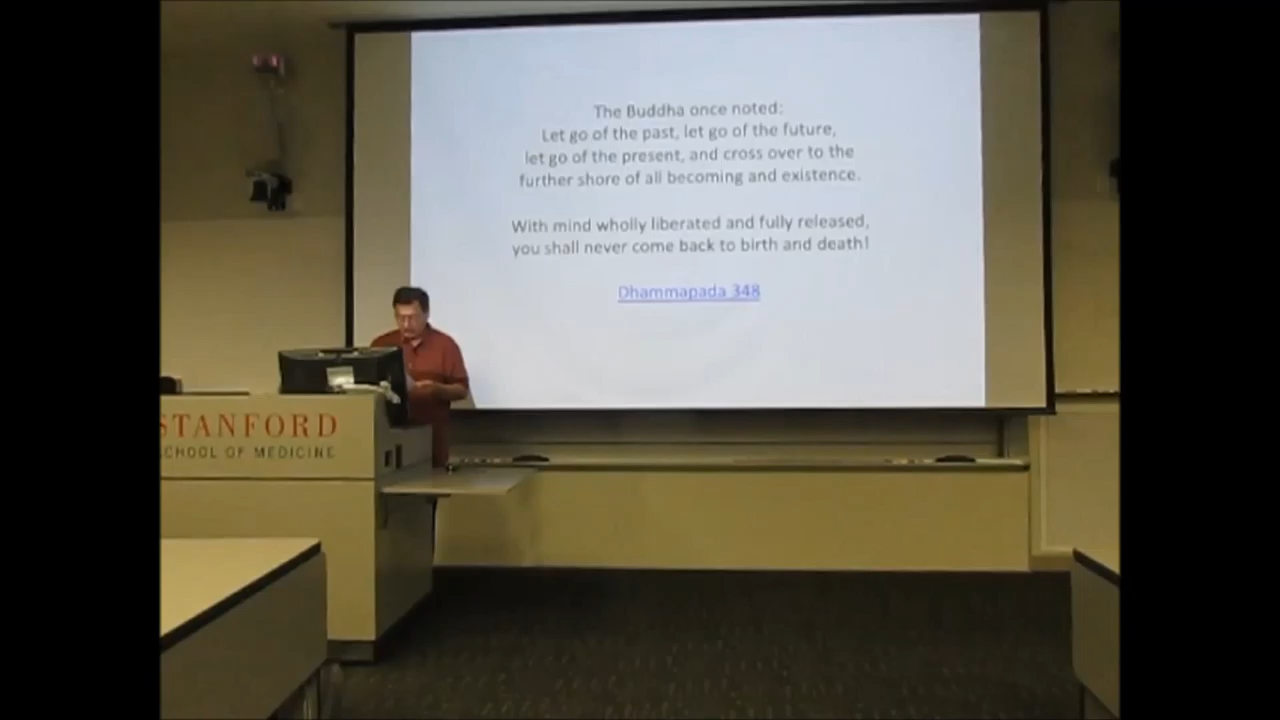 The Buddha once noted:
Let go of the past, let go of the future,
let go of the present, and cross over to the
further shore of all becoming and existence.
With mind wholly liberated and fully released,
you shall never come back to birth and death!
Dhammapada 348
STANFORD
SCHOOL OF MEDICINE